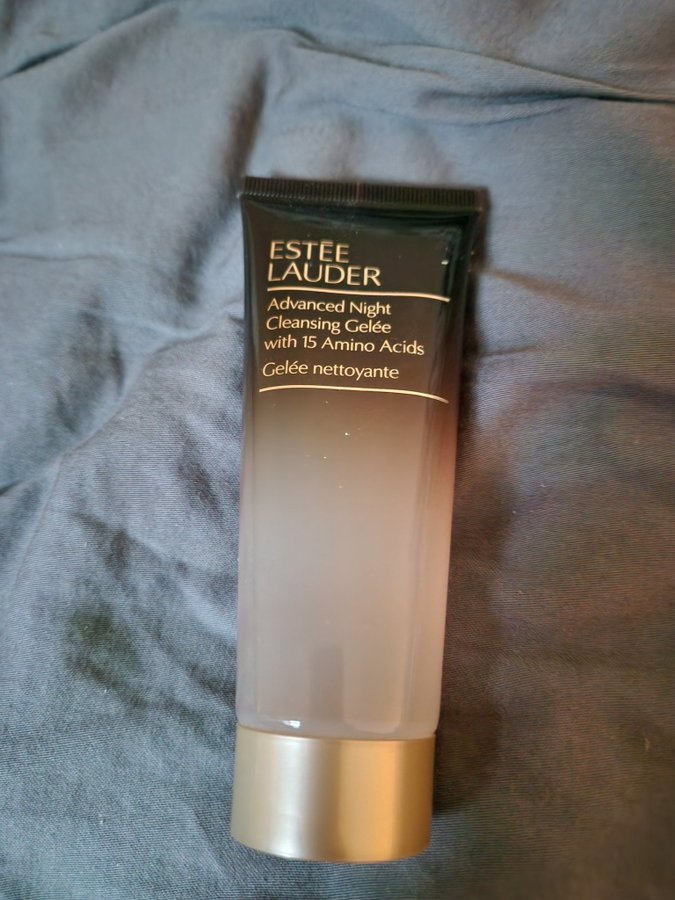 ESTĒE
LAUDER
Advanced Night
Cleansing Gelée
with 15 Amino Acids
Gelée nettoyante